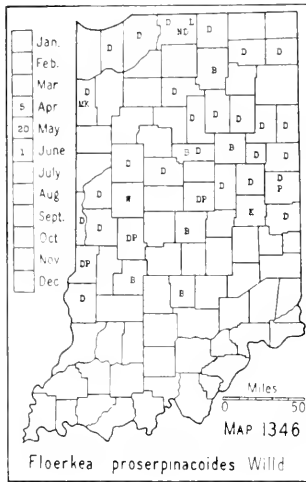 Jan.
Feb.
Mar
5 Apr
20 May
1 June
July
Aug
Sept.
Oct
Nov
Dec
D L
D D D ND D
D D
B
D D
MK
D D D D
B D B D D
D
D D D
D P
D W DP
D K D
D D DP B
DP
B B
D
Miles
0 50
MAP 1346
Floerkea proserpinacoides Willd